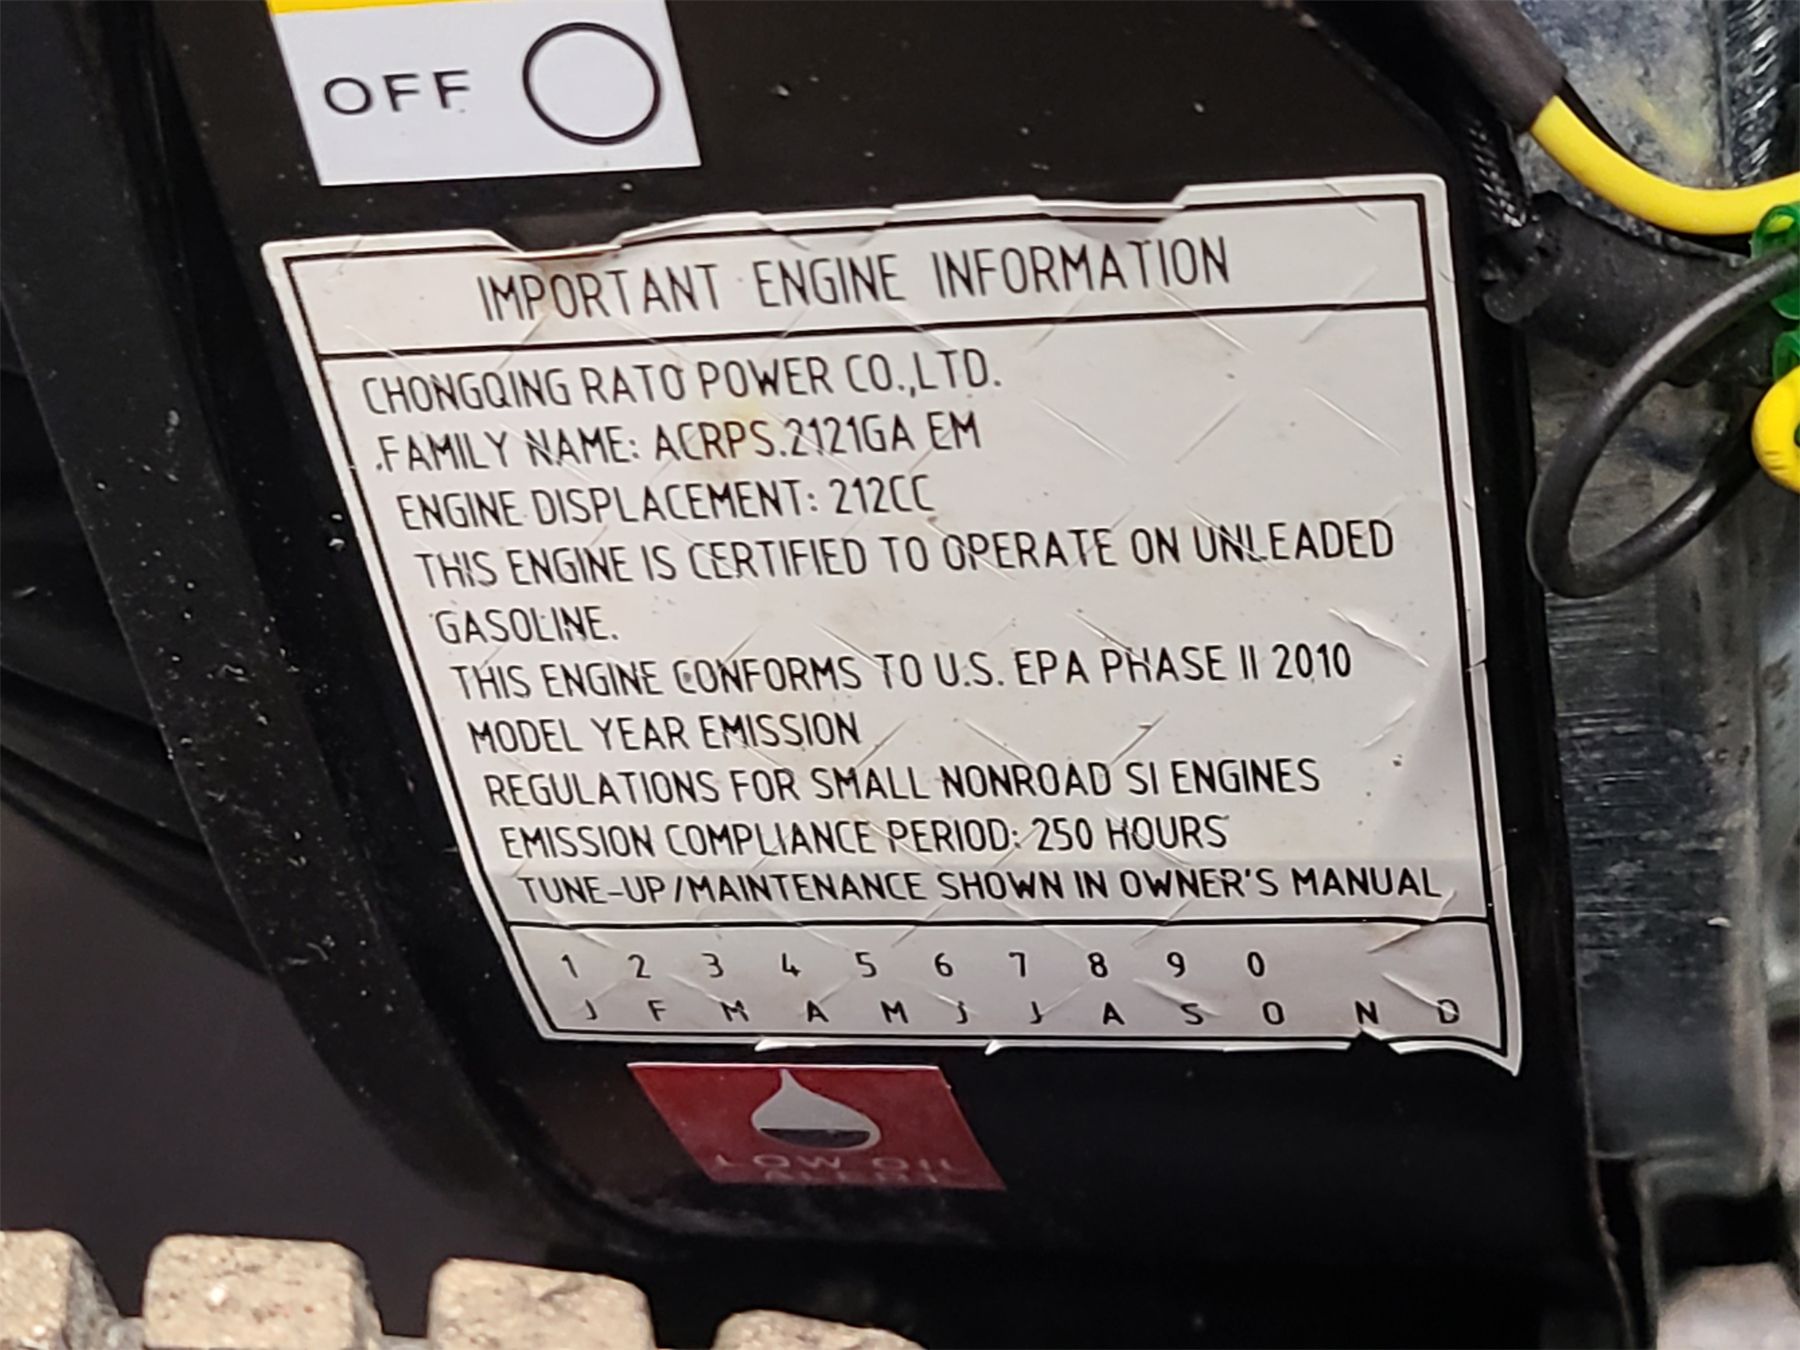 OFF
IMPORTANT ENGINE INFORMATION
CHONGQING RATO POWER CO.,LTD.
FAMILY NAME: ACRPS.2121GA EM
ENGINE DISPLACEMENT: 212CC
THIS ENGINE IS CERTIFIED TO OPERATE ON UNLEADED
GASOLINE.
THIS ENGINE CONFORMS TO U.S. EPA PHASE II 2010
MODEL YEAR EMISSION
REGULATIONS FOR SMALL NONROAD SI ENGINES
EMISSION COMPLIANCE PERIOD: 250 HOURS
TUNE-UP/MAINTENANCE SHOWN IN OWNER'S MANUAL
1 2 3 4 5 6 7 8 9 0
J F M A M J J A S O N D
LOW OIL
ALERT